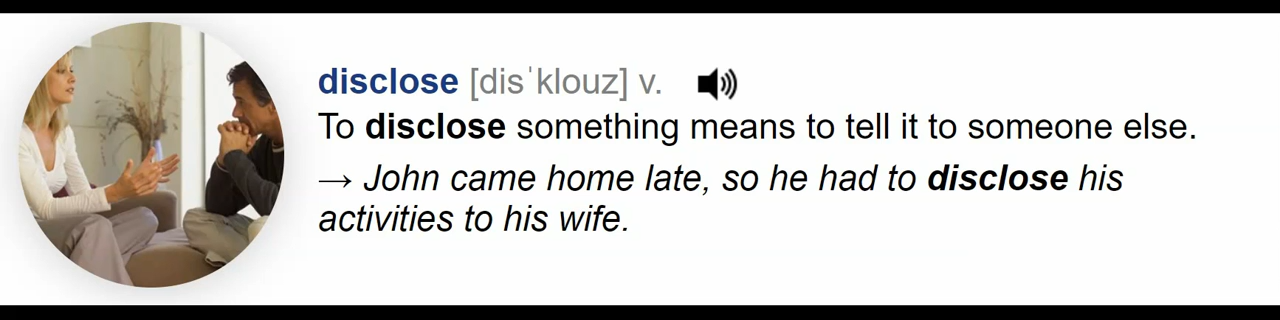 disclose [disˈklouz] v.
To disclose something means to tell it to someone else.
→ John came home late, so he had to disclose his
activities to his wife.